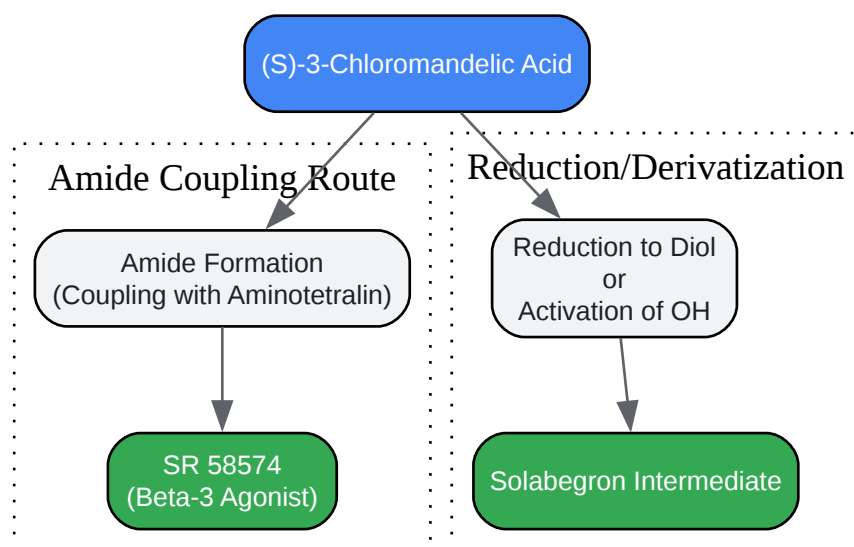 (S)-3-Chloromandelic Acid
Amide Coupling Route
Reduction/Derivatization
Amide Formation
(Coupling with Aminotetralin)
Reduction to Diol
or
Activation of OH
SR 58574
(Beta-3 Agonist)
Solabegron Intermediate